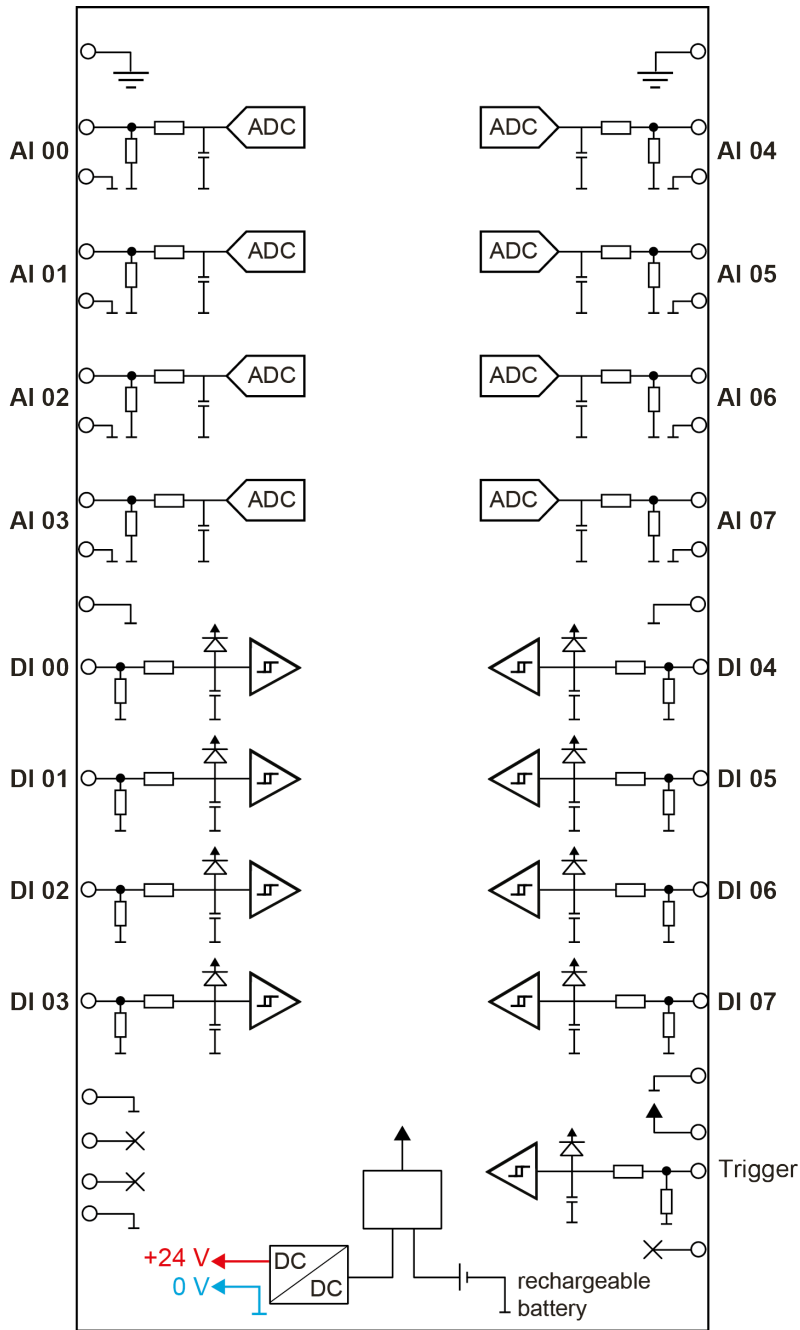 AI 00
ADC
ADC
AI 04
AI 01
ADC
ADC
AI 05
AI 02
ADC
ADC
AI 06
AI 03
ADC
ADC
AI 07
DI 00
DI 04
DI 01
DI 05
DI 02
DI 06
DI 03
DI 07
Trigger
+24 V
0 V
DC
DC
rechargeable
battery